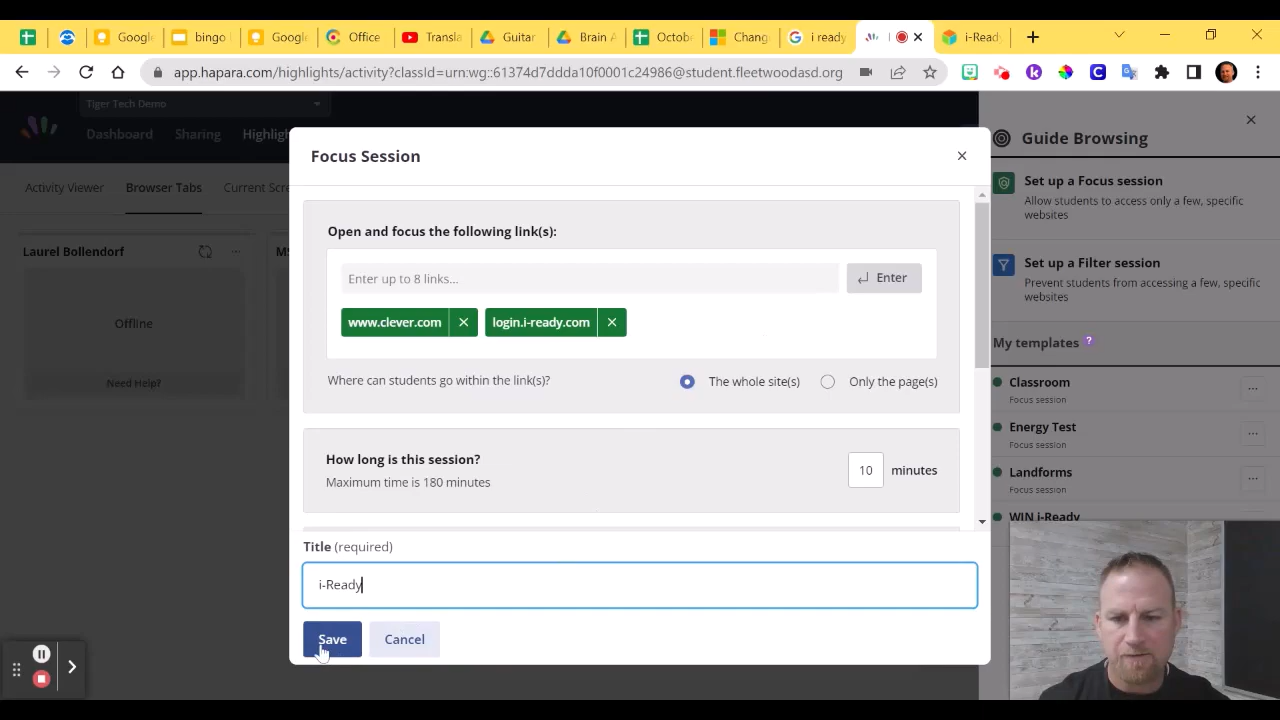 Google
bingo
Google
Office
Transla
Guitar
Brain A
Octobe
Chang
i ready
i-Ready
app.hapara.com/highlights/activity?classId=urn:wg::61374d7ddda10f0001c24986@student.fleetwoodasd.org
Tiger Tech Demo
Dashboard
Sharing
Highligh
Activity Viewer
Browser Tabs
Current Scre
Laurel Bollendorf
MS
Offline
Need Help?
Focus Session
Open and focus the following link(s):
Enter up to 8 links...
Enter
www.clever.com
login.i-ready.com
Where can students go within the link(s)?
The whole site(s)
Only the page(s)
How long is this session?
Maximum time is 180 minutes
10 minutes
Title (required)
i-Ready
Save
Cancel
Guide Browsing
Set up a Focus session
Allow students to access only a few, specific
websites
Set up a Filter session
Prevent students from accessing a few, specific
websites
My templates ?
Classroom
Focus session
Energy Test
Focus session
Landforms
Focus session
WIN i-Ready